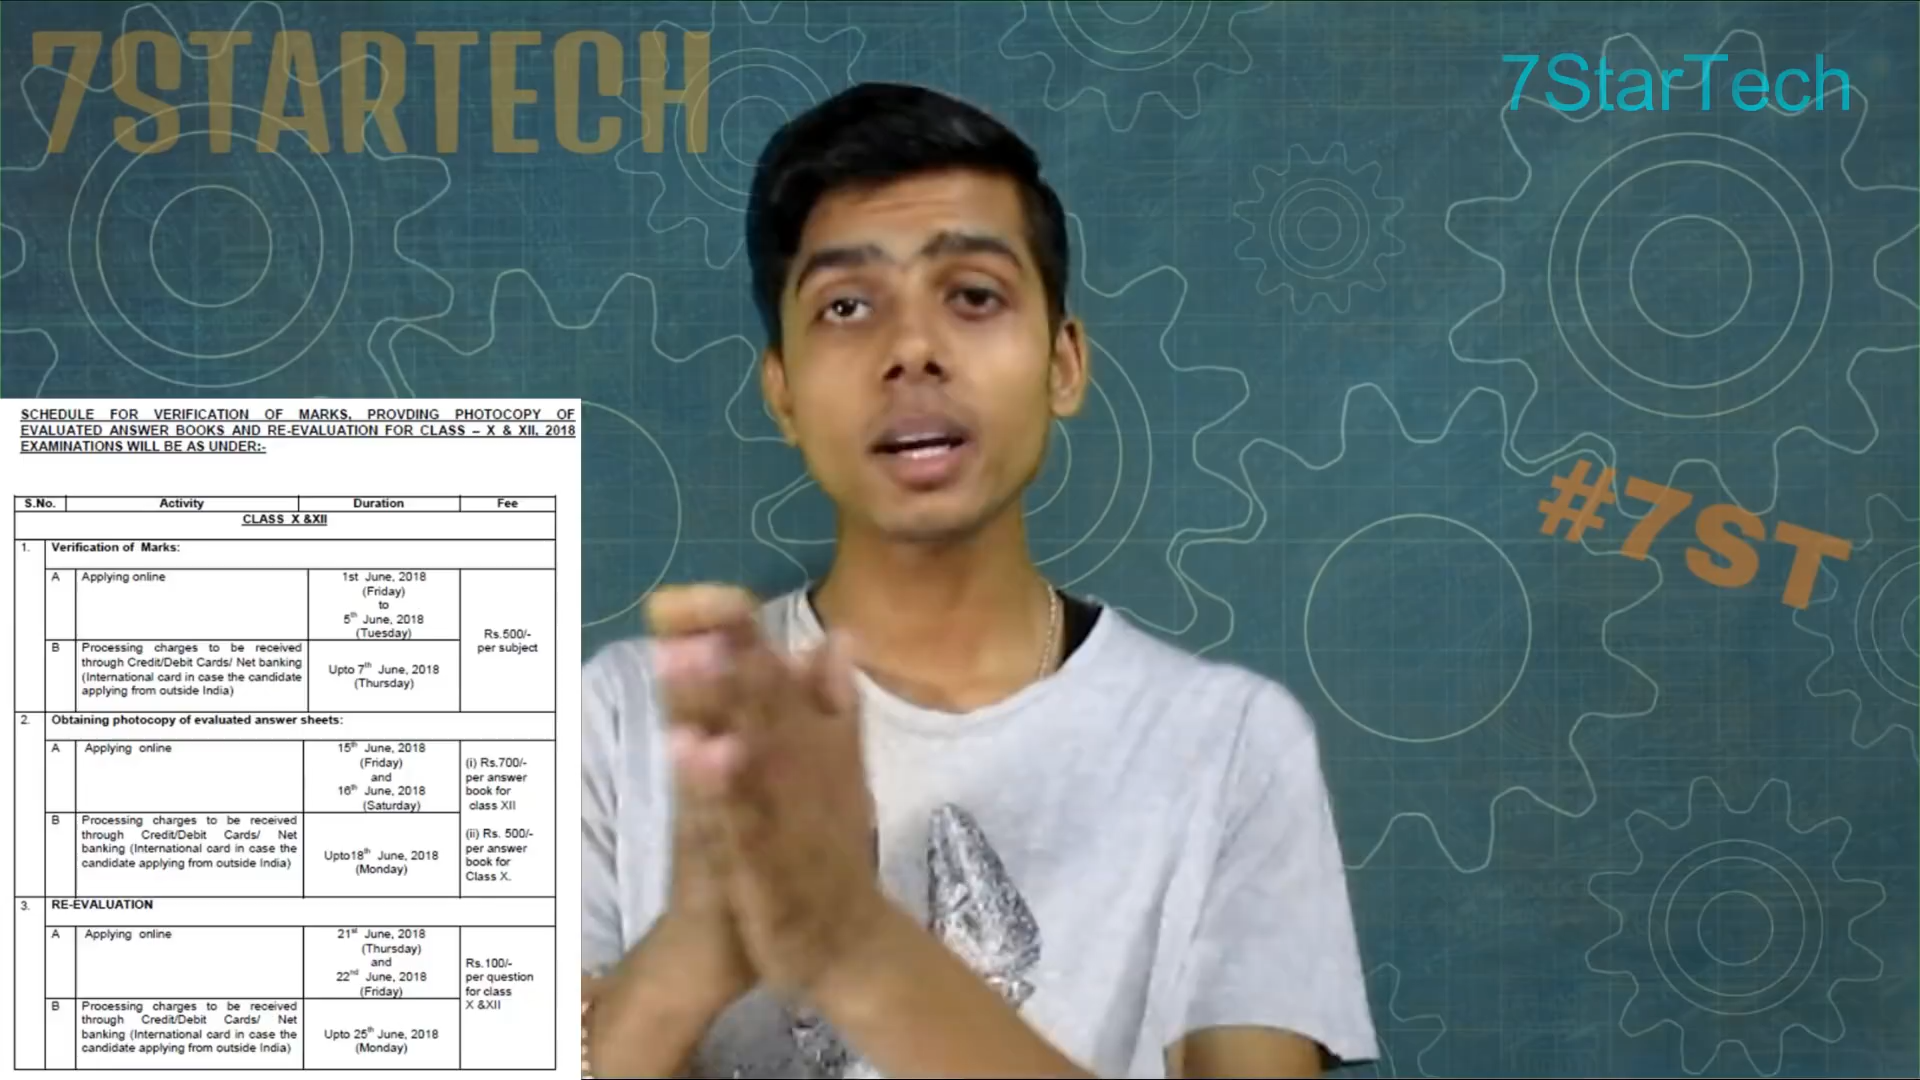 7STARTECH
7StarTech
#7ST
SCHEDULE FOR VERIFICATION OF MARKS, PROVDING PHOTOCOPY OF
EVALUATED ANSWER BOOKS AND RE-EVALUATION FOR CLASS – X & XII, 2018
EXAMINATIONS WILL BE AS UNDER:-
S.No. Activity Duration Fee
CLASS X &XII
1. Verification of Marks:
A Applying online
1st June, 2018
(Friday)
to
5th June, 2018
(Tuesday)
Rs.500/-
per subject
B Processing charges to be received
through Credit/Debit Cards/ Net banking
(International card in case the candidate
applying from outside India)
Upto 7th June, 2018
(Thursday)
2. Obtaining photocopy of evaluated answer sheets:
A Applying online
15th June, 2018
(Friday)
and
16th June, 2018
(Saturday)
(i) Rs.700/-
per answer
book for
class XII
(ii) Rs. 500/-
per answer
book for
Class X.
B Processing charges to be received
through Credit/Debit Cards/ Net
banking (International card in case the
candidate applying from outside India)
Upto18th June, 2018
(Monday)
3. RE-EVALUATION
A Applying online
21st June, 2018
(Thursday)
and
22nd June, 2018
(Friday)
Rs.100/-
per question
for class
X &XII
B Processing charges to be received
through Credit/Debit Cards/ Net
banking (International card in case the
candidate applying from outside India)
Upto 25th June, 2018
(Monday)